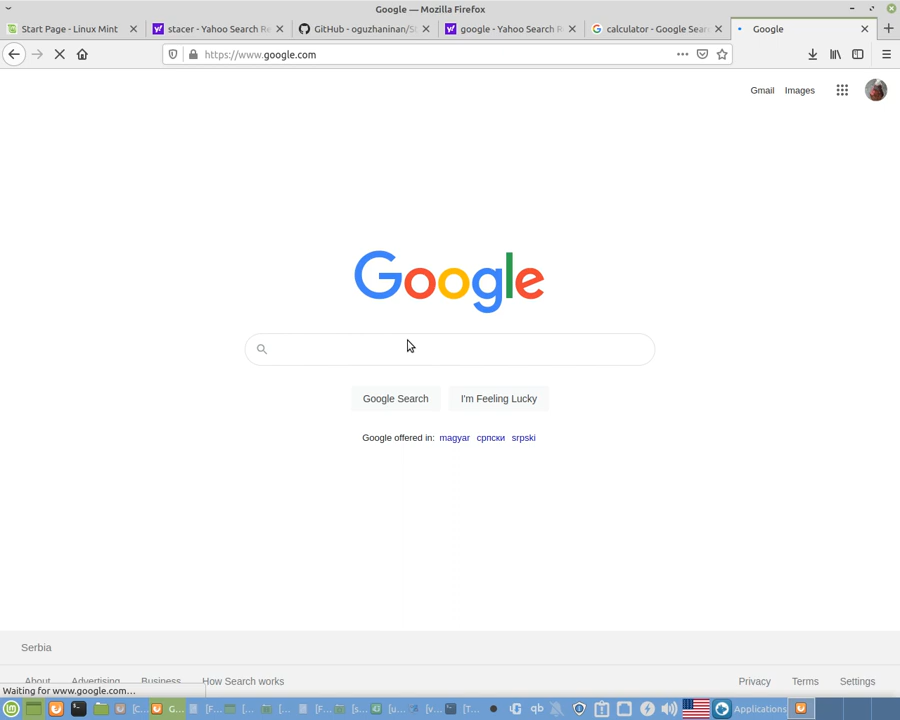 Google — Mozilla Firefox
Start Page - Linux Mint
stacer - Yahoo Search Re
GitHub - oguzhaninan/St
google - Yahoo Search R
calculator - Google Sear
Google
https://www.google.com
Gmail Images
Google
Google Search
I'm Feeling Lucky
Google offered in: magyar српски srpski
Serbia
About Advertising Business How Search works
Privacy Terms Settings
Waiting for www.google.com…
[C... G... [F... [... [... [F... [s... [u... [v... [T... Applications